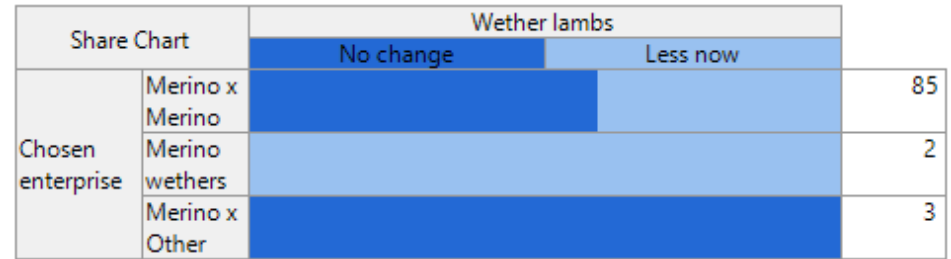 Share Chart
Wether lambs
No change
Less now
Chosen
enterprise
Merino x
Merino
85
Merino
wethers
2
Merino x
Other
3